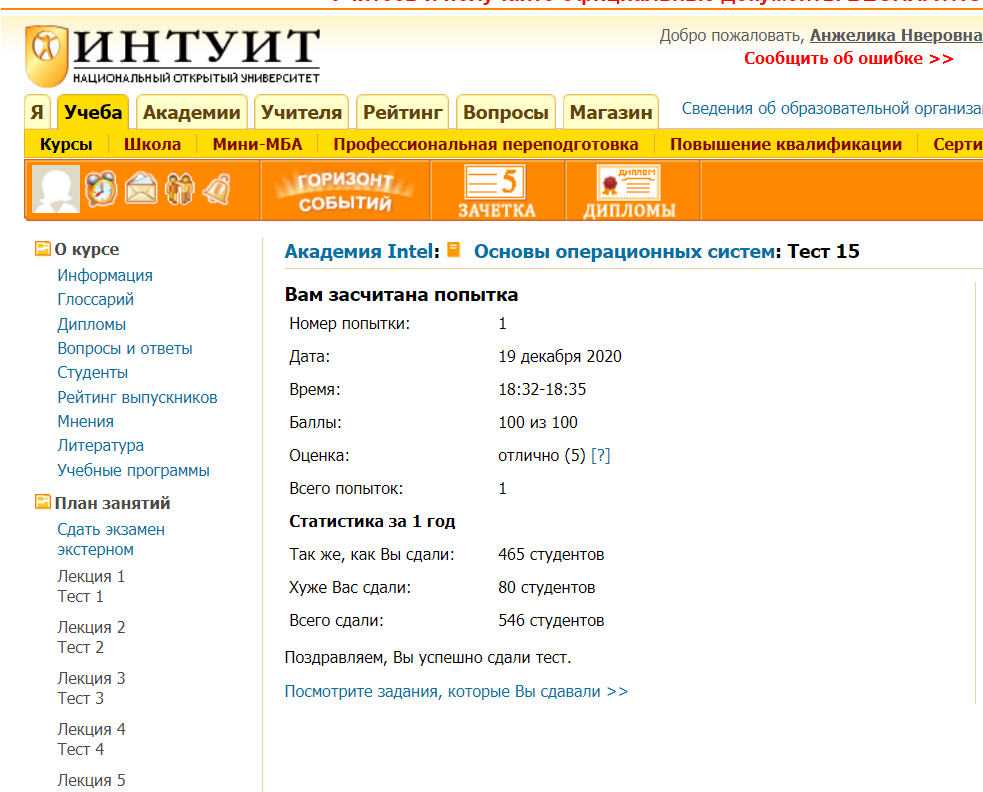 ИНТУИТ
НАЦИОНАЛЬНЫЙ ОТКРЫТЫЙ УНИВЕРСИТЕТ
Добро пожаловать, Анжелика Нверовна
Сообщить об ошибке >>
Я Учеба Академии Учителя Рейтинг Вопросы Магазин Сведения об образовательной
Курсы Школа Мини-МБА Профессиональная переподготовка Повышение квалификации
ГОРИЗОНТ СОБЫТИЙ
5 ЗАЧЕТКА
ДИПЛОМ ДИПЛОМЫ
О курсе
Информация
Глоссарий
Дипломы
Вопросы и ответы
Студенты
Рейтинг выпускников
Мнения
Литература
Учебные программы
План занятий
Сдать экзамен
экстерном
Лекция 1
Тест 1
Лекция 2
Тест 2
Лекция 3
Тест 3
Лекция 4
Тест 4
Лекция 5
Академия Intel: Основы операционных систем: Тест 15
Вам засчитана попытка
Номер попытки: 1
Дата: 19 декабря 2020
Время: 18:32-18:35
Баллы: 100 из 100
Оценка: отлично (5) [?]
Всего попыток: 1
Статистика за 1 год
Так же, как Вы сдали: 465 студентов
Хуже Вас сдали: 80 студентов
Всего сдали: 546 студентов
Поздравляем, Вы успешно сдали тест.
Посмотрите задания, которые Вы сдавали >>